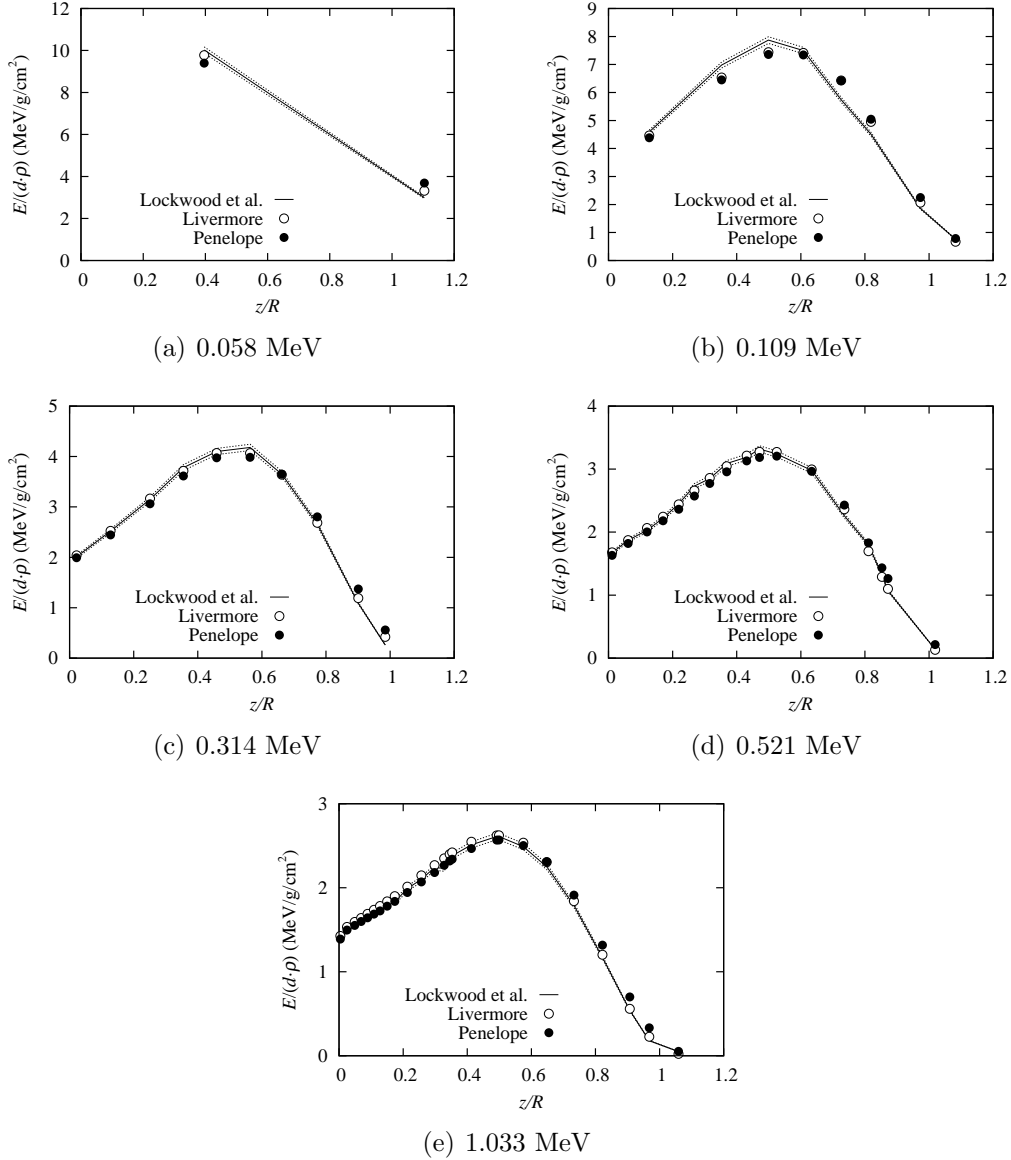 E/(d·ρ) (MeV/g/cm²)
12
10
8
6
4
2
0
Lockwood et al.
Livermore
Penelope
0 0.2 0.4 0.6 0.8 1 1.2
z/R
(a) 0.058 MeV
E/(d·ρ) (MeV/g/cm²)
9
8
7
6
5
4
3
2
1
0
Lockwood et al.
Livermore
Penelope
0 0.2 0.4 0.6 0.8 1 1.2
z/R
(b) 0.109 MeV
E/(d·ρ) (MeV/g/cm²)
5
4
3
2
1
0
Lockwood et al.
Livermore
Penelope
0 0.2 0.4 0.6 0.8 1 1.2
z/R
(c) 0.314 MeV
E/(d·ρ) (MeV/g/cm²)
4
3
2
1
0
Lockwood et al.
Livermore
Penelope
0 0.2 0.4 0.6 0.8 1 1.2
z/R
(d) 0.521 MeV
E/(d·ρ) (MeV/g/cm²)
3
2
1
0
Lockwood et al.
Livermore
Penelope
0 0.2 0.4 0.6 0.8 1 1.2
z/R
(e) 1.033 MeV